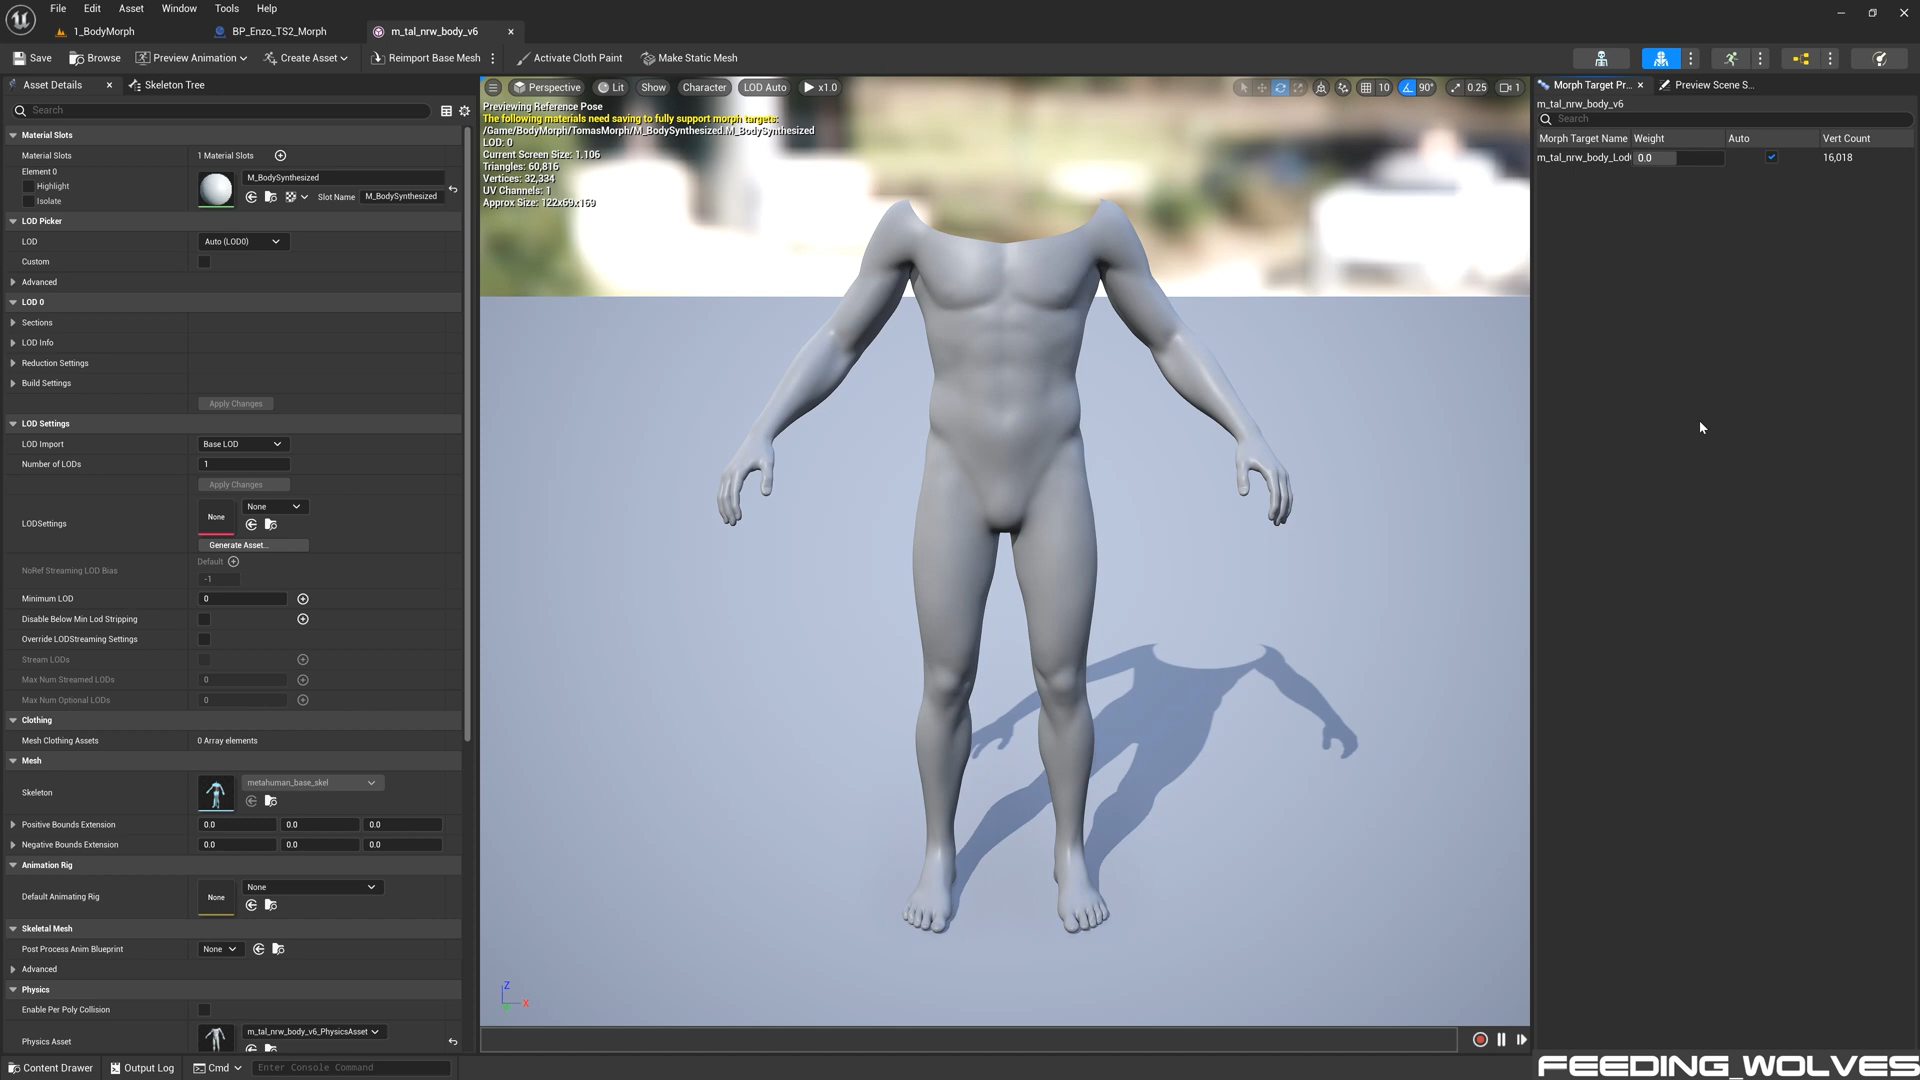 File Edit Asset Window Tools Help
1_BodyMorph
BP_Enzo_TS2_Morph
m_tal_nrw_body_v6
Save Browse Preview Animation Create Asset Reimport Base Mesh Activate Cloth Paint Make Static Mesh
Asset Details
Skeleton Tree
Search
Material Slots
Material Slots 1 Material Slots
Element 0
Highlight
Isolate
M_BodySynthesized
Slot Name M_BodySynthesized
LOD Picker
LOD Auto (LOD0)
Custom
Advanced
LOD 0
Sections
LOD Info
Reduction Settings
Build Settings
Apply Changes
LOD Settings
LOD Import Base LOD
Number of LODs 1
Apply Changes
LODSettings
None
None
Generate Asset...
NoRef Streaming LOD Bias
Default
-1
Minimum LOD 0
Disable Below Min Lod Stripping
Override LODStreaming Settings
Stream LODs
Max Num Streamed LODs 0
Max Num Optional LODs 0
Clothing
Mesh Clothing Assets 0 Array elements
Mesh
Skeleton
metahuman_base_skel
Positive Bounds Extension 0.0 0.0 0.0
Negative Bounds Extension 0.0 0.0 0.0
Animation Rig
Default Animating Rig
None
None
Skeletal Mesh
Post Process Anim Blueprint None
Advanced
Physics
Enable Per Poly Collision
Physics Asset
m_tal_nrw_body_v6_PhysicsAsset
Perspective Lit Show Character LOD Auto x1.0
10 90° 0.25 1
Previewing Reference Pose
The following materials need saving to fully support morph targets:
/Game/BodyMorph/TomasMorph/M_BodySynthesized.M_BodySynthesized
LOD: 0
Current Screen Size: 1.106
Triangles: 60,816
Vertices: 32,334
UV Channels: 1
Approx Size: 122x69x169
Z
X
Morph Target Pr...
Preview Scene S...
m_tal_nrw_body_v6
Search
Morph Target Name Weight Auto Vert Count
m_tal_nrw_body_Lod 0.0 16,018
Content Drawer Output Log Cmd Enter Console Command
FEEDING_WOLVES